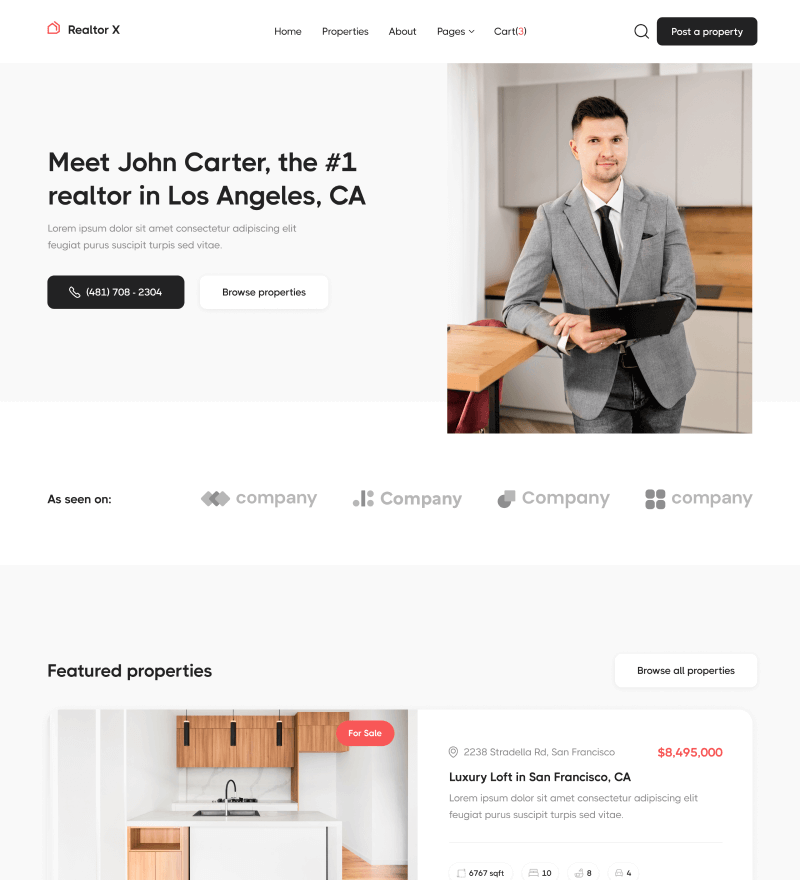 Realtor X
Home Properties About Pages Cart(3)
Post a property
Meet John Carter, the #1
realtor in Los Angeles, CA
Lorem ipsum dolor sit amet consectetur adipiscing elit
feugiat purus suscipit turpis sed vitae.
(481) 708 - 2304
Browse properties
As seen on:
company
Company
Company
company
Featured properties
Browse all properties
For Sale
2238 Stradella Rd, San Francisco
$8,495,000
Luxury Loft in San Francisco, CA
Lorem ipsum dolor sit amet consectetur adipiscing elit
feugiat purus suscipit turpis sed vitae.
6767 sqft 10 8 4